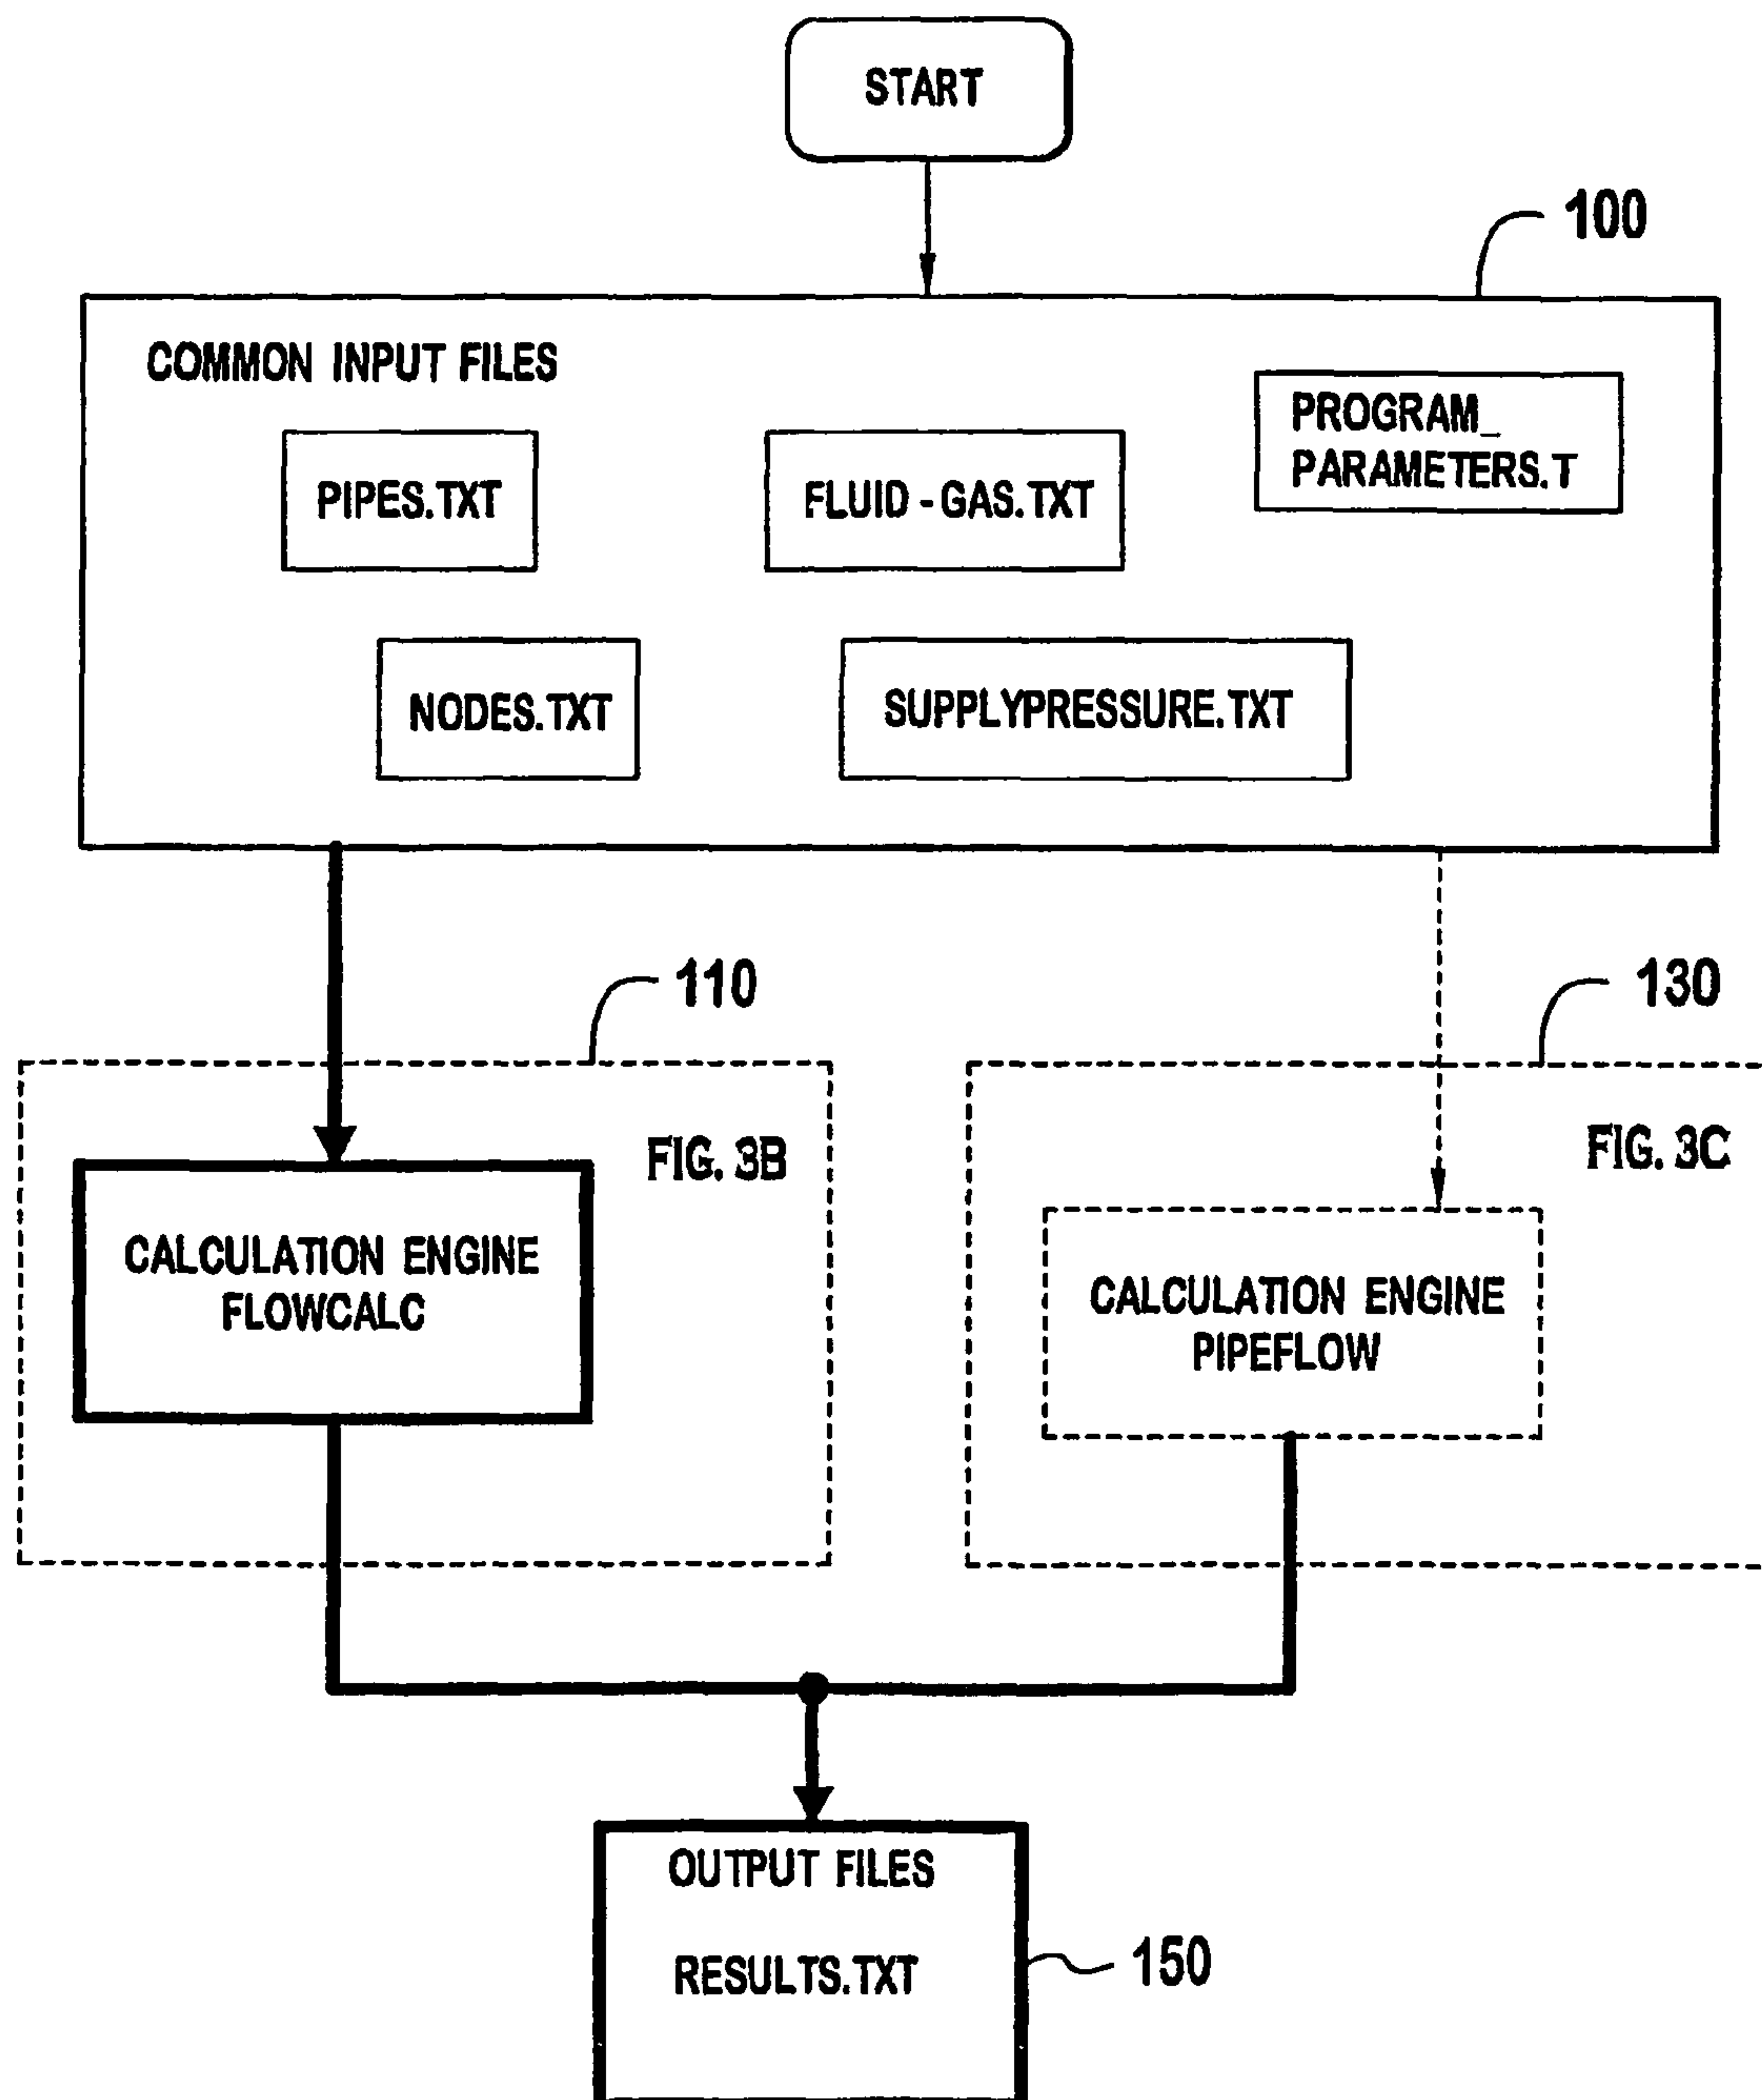 START
100
COMMON INPUT FILES
PROGRAM_
PARAMETERS.T
PIPES.TXT
FLUID - GAS.TXT
NODES.TXT
SUPPLYPRESSURE.TXT
110
130
FIG. 3B
FIG. 3C
CALCULATION ENGINE
FLOWCALC
CALCULATION ENGINE
PIPEFLOW
OUTPUT FILES
RESULTS.TXT
150